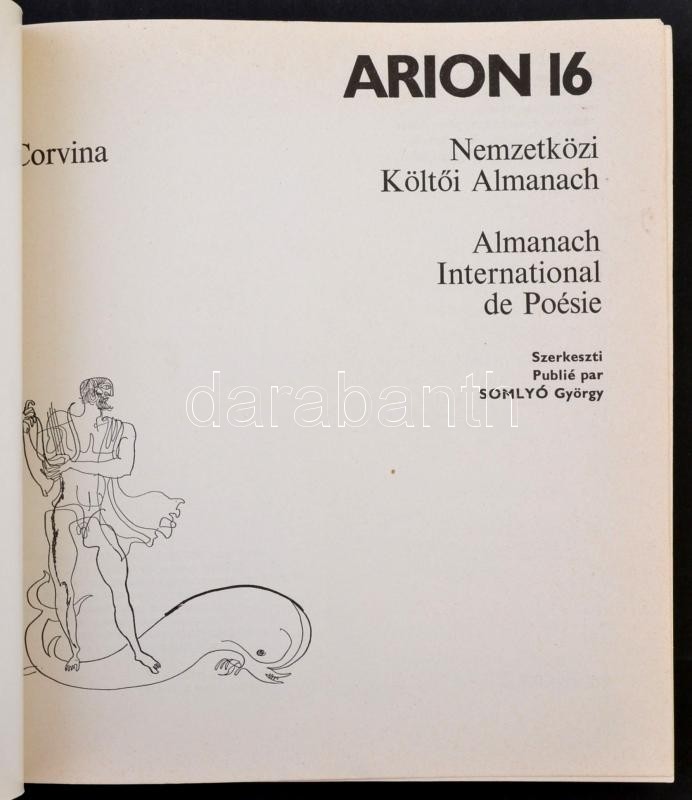 ARION 16
Corvina
Nemzetközi
Költői Almanach
Almanach
International
de Poésie
Szerkeszti
Publié par
SOMLYÓ György
darabanth